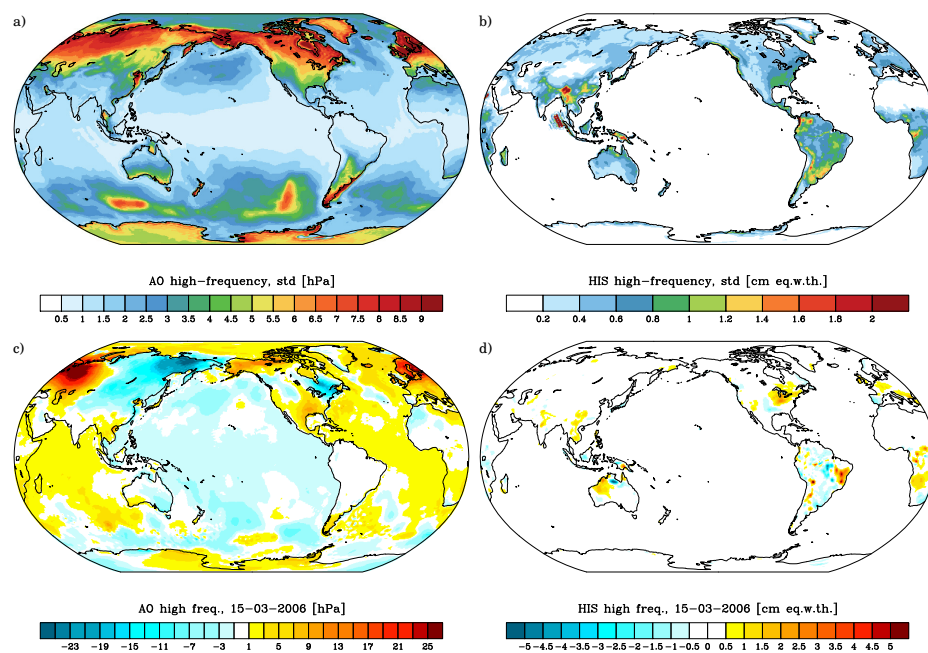 a)
b)
AO high-frequency, std [hPa]
0.5 1 1.5 2 2.5 3 3.5 4 4.5 5 5.5 6 6.5 7 7.5 8 8.5 9
HIS high-frequency, std [cm eq.w.th.]
0.2 0.4 0.6 0.8 1 1.2 1.4 1.6 1.8 2
c)
d)
AO high freq., 15-03-2006 [hPa]
-23 -19 -15 -11 -7 -3 1 5 9 13 17 21 25
HIS high freq., 15-03-2006 [cm eq.w.th.]
-5 -4.5 -4 -3.5 -3 -2.5 -2 -1.5 -1 -0.5 0 0.5 1 1.5 2 2.5 3 3.5 4 4.5 5